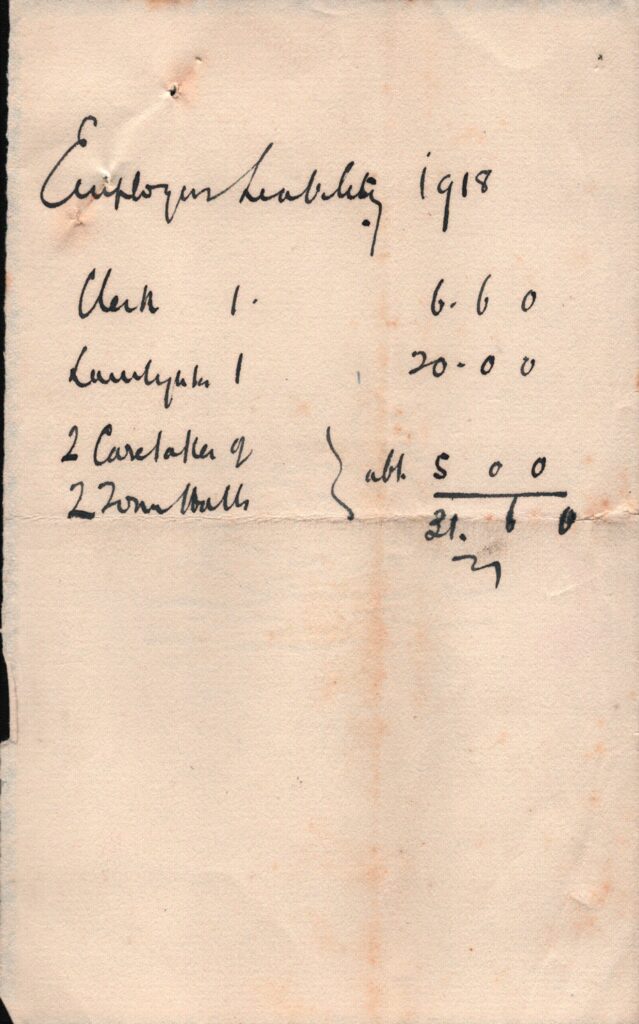 Employers Liability 1918
Clerk 1. 6. 6 0
Lamplighter 1 20-0 0
2 Caretaker of
2 Town Halls } abt. 5 0 0
31. 6 0